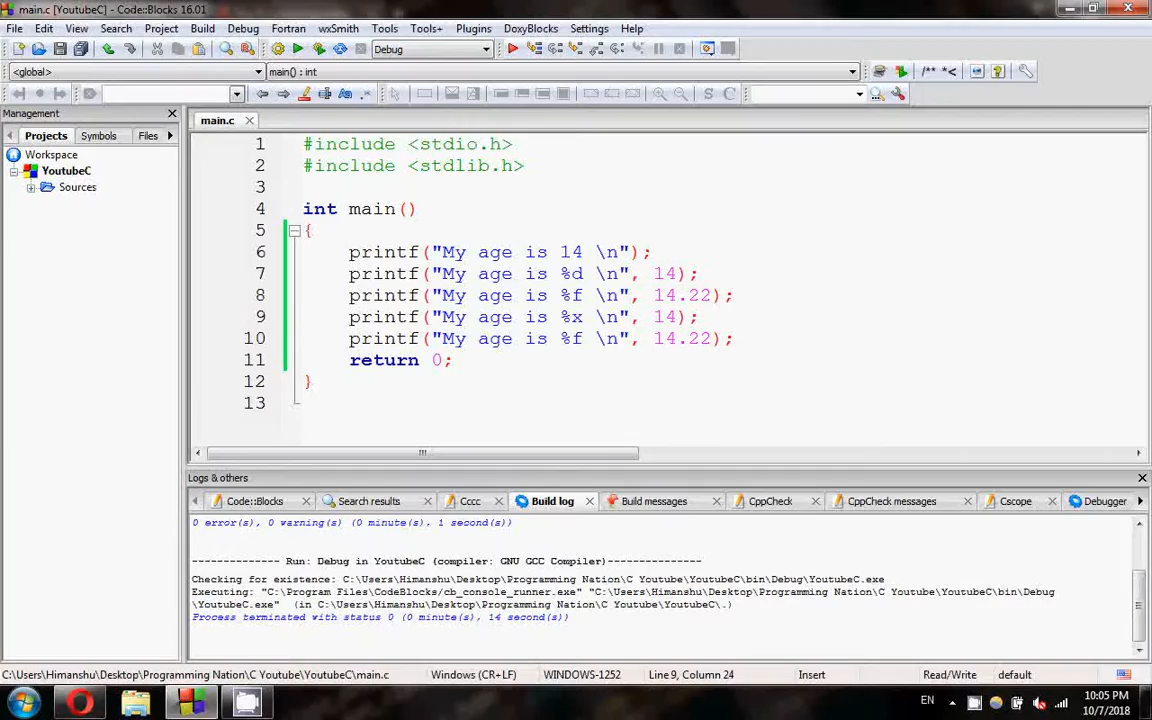 main.c [YoutubeC] - Code::Blocks 16.01
File Edit View Search Project Build Debug Fortran wxSmith Tools Tools+ Plugins DoxyBlocks Settings Help
Debug
<global> main() : int /** *<
S C
Management
Projects Symbols Files
Workspace
YoutubeC
Sources
main.c
1 #include <stdio.h>
2 #include <stdlib.h>
3
4 int main()
5 {
6 printf("My age is 14 \n");
7 printf("My age is %d \n", 14);
8 printf("My age is %f \n", 14.22);
9 printf("My age is %x \n", 14);
10 printf("My age is %f \n", 14.22);
11 return 0;
12 }
13
Logs & others
Code::Blocks Search results Cccc Build log Build messages CppCheck CppCheck messages Cscope Debugger
0 error(s), 0 warning(s) (0 minute(s), 1 second(s))
-------------- Run: Debug in YoutubeC (compiler: GNU GCC Compiler)---------------
Checking for existence: C:\Users\Himanshu\Desktop\Programming Nation\C Youtube\YoutubeC\bin\Debug\YoutubeC.exe
Executing: "C:\Program Files\CodeBlocks/cb_console_runner.exe" "C:\Users\Himanshu\Desktop\Programming Nation\C Youtube\YoutubeC\bin\Debug
\YoutubeC.exe" (in C:\Users\Himanshu\Desktop\Programming Nation\C Youtube\YoutubeC\.)
Process terminated with status 0 (0 minute(s), 14 second(s))
C:\Users\Himanshu\Desktop\Programming Nation\C Youtube\YoutubeC\main.c Windows (CR+LF) WINDOWS-1252 Line 9, Column 24 Insert Read/Write default
EN
10:05 PM
10/7/2018